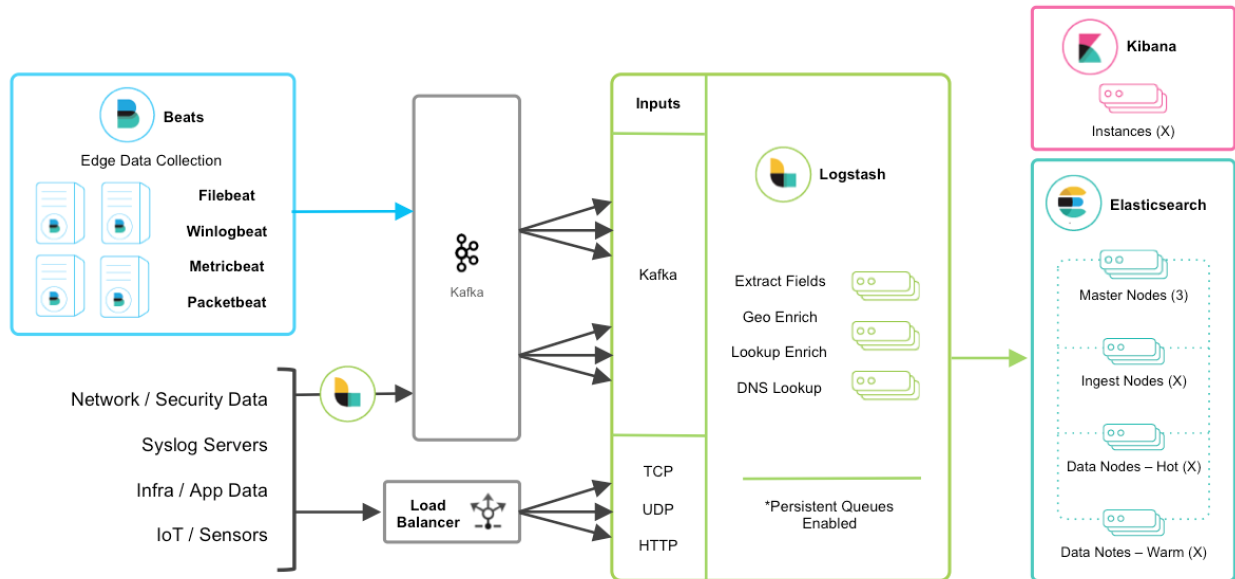 Beats
Edge Data Collection
Filebeat
Winlogbeat
Metricbeat
Packetbeat
Network / Security Data
Syslog Servers
Infra / App Data
IoT / Sensors
Kafka
Load
Balancer
Inputs
Kafka
TCP
UDP
HTTP
Logstash
Extract Fields
Geo Enrich
Lookup Enrich
DNS Lookup
*Persistent Queues
Enabled
Kibana
Instances (X)
Elasticsearch
Master Nodes (3)
Ingest Nodes (X)
Data Nodes – Hot (X)
Data Notes – Warm (X)